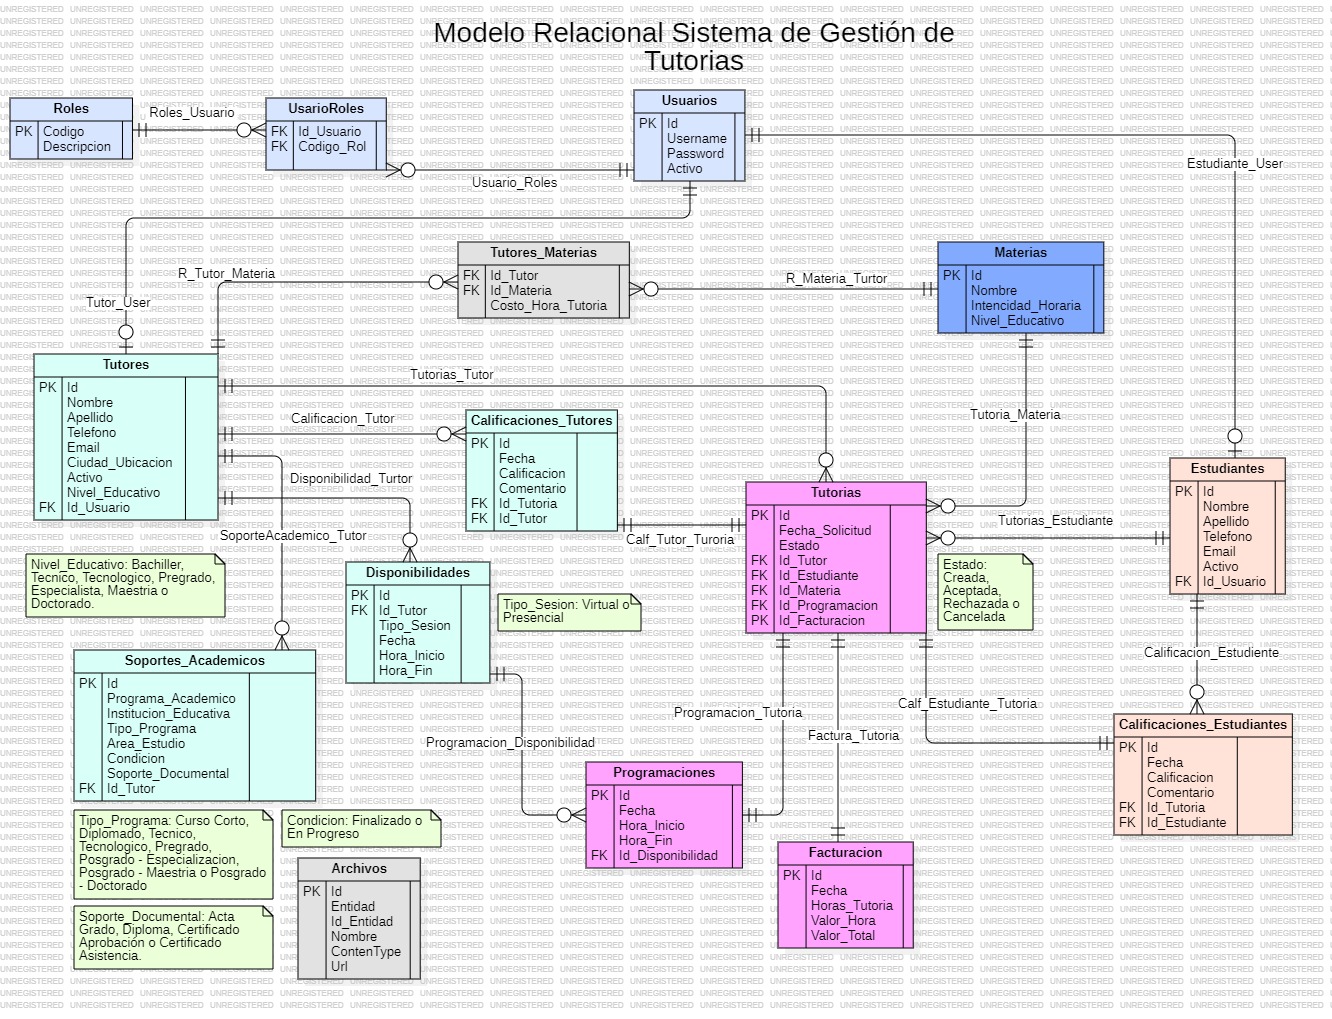 Modelo Relacional Sistema de Gestión de
Tutorias
Roles
PK Codigo
Descripcion
Roles_Usuario
UsarioRoles
FK Id_Usuario
FK Codigo_Rol
Usuario_Roles
Usuarios
PK Id
Username
Password
Activo
Estudiante_User
Tutor_User
R_Tutor_Materia
Tutores_Materias
FK Id_Tutor
FK Id_Materia
Costo_Hora_Tutoria
R_Materia_Turtor
Materias
PK Id
Nombre
Intencidad_Horaria
Nivel_Educativo
Tutoria_Materia
Tutores
PK Id
Nombre
Apellido
Telefono
Email
Ciudad_Ubicacion
Activo
Nivel_Educativo
FK Id_Usuario
Tutorias_Tutor
Calificacion_Tutor
Disponibilidad_Turtor
SoporteAcademico_Tutor
Calificaciones_Tutores
PK Id
Fecha
Calificacion
Comentario
FK Id_Tutoria
FK Id_Tutor
Calf_Tutor_Turoria
Tutorias
PK Id
Fecha_Solicitud
Estado
FK Id_Tutor
FK Id_Estudiante
FK Id_Materia
FK Id_Programacion
PK Id_Facturacion
Tutorias_Estudiante
Estado:
Creada,
Aceptada,
Rechazada o
Cancelada
Estudiantes
PK Id
Nombre
Apellido
Telefono
Email
Activo
FK Id_Usuario
Calificacion_Estudiente
Nivel_Educativo: Bachiller,
Tecnico, Tecnologico, Pregrado,
Especialista, Maestria o
Doctorado.
Disponibilidades
PK Id
FK Id_Tutor
Tipo_Sesion
Fecha
Hora_Inicio
Hora_Fin
Tipo_Sesion: Virtual o
Presencial
Soportes_Academicos
PK Id
Programa_Academico
Institucion_Educativa
Tipo_Programa
Area_Estudio
Condicion
Soporte_Documental
FK Id_Tutor
Programacion_Disponibilidad
Programacion_Tutoria
Factura_Tutoria
Calf_Estudiante_Tutoria
Calificaciones_Estudiantes
PK Id
Fecha
Calificacion
Comentario
FK Id_Tutoria
FK Id_Estudiante
Programaciones
PK Id
Fecha
Hora_Inicio
Hora_Fin
FK Id_Disponibilidad
Facturacion
PK Id
Fecha
Horas_Tutoria
Valor_Hora
Valor_Total
Tipo_Programa: Curso Corto,
Diplomado, Tecnico,
Tecnologico, Pregrado,
Posgrado - Especializacion,
Posgrado - Maestria o Posgrado
- Doctorado
Condicion: Finalizado o
En Progreso
Soporte_Documental: Acta
Grado, Diploma, Certificado
Aprobación o Certificado
Asistencia.
Archivos
PK Id
Entidad
Id_Entidad
Nombre
ContenType
Url
UNREGISTERED